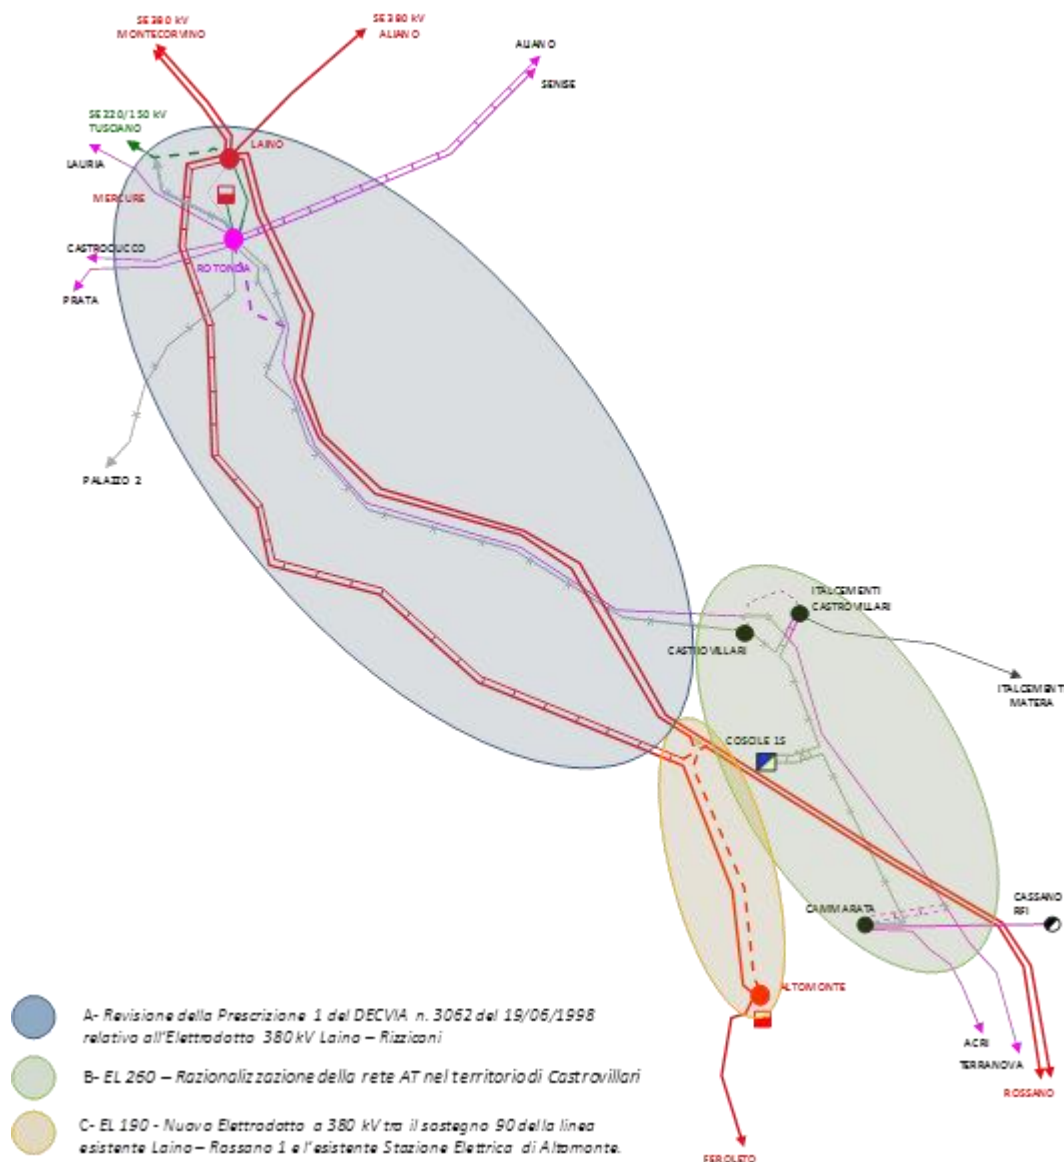 SE 380 kV
MONTECORVINO
SE 380 kV
ALIANO
ALIANO
SENISE
SE 220/150 kV
TUSCIANO
LAURIA
LAINO
MERCURE
CASTROCUCCO
ROTONDA
PRATA
PALAZZO 2
ITALCEMENTI
CASTROVILLARI
CASTROVILLARI
ITALCEMENTI
MATERA
COSCILE 1S
CAMMARATA
CASSANO
RFI
ALTOMONTE
ACRI
TERRANOVA
ROSSANO
FEROLETO
A- Revisione della Prescrizione 1 del DECVIA n. 3062 del 19/06/1998
relativo all'Elettrodotto 380 kV Laino – Rizziconi
B- EL 260 – Razionalizzazione della rete AT nel territorio di Castrovillari
C- EL 190 - Nuovo Elettrodotto a 380 kV tra il sostegno 90 della linea
esistente Laino – Rossano 1 e l'esistente Stazione Elettrica di Altomonte.